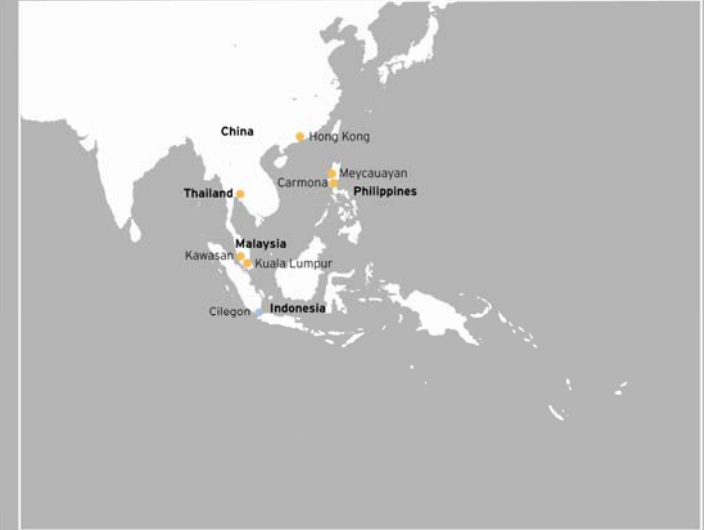 China
Hong Kong
Meycauayan
Carmona
Philippines
Thailand
Malaysia
Kawasan
Kuala Lumpur
Cilegon
Indonesia